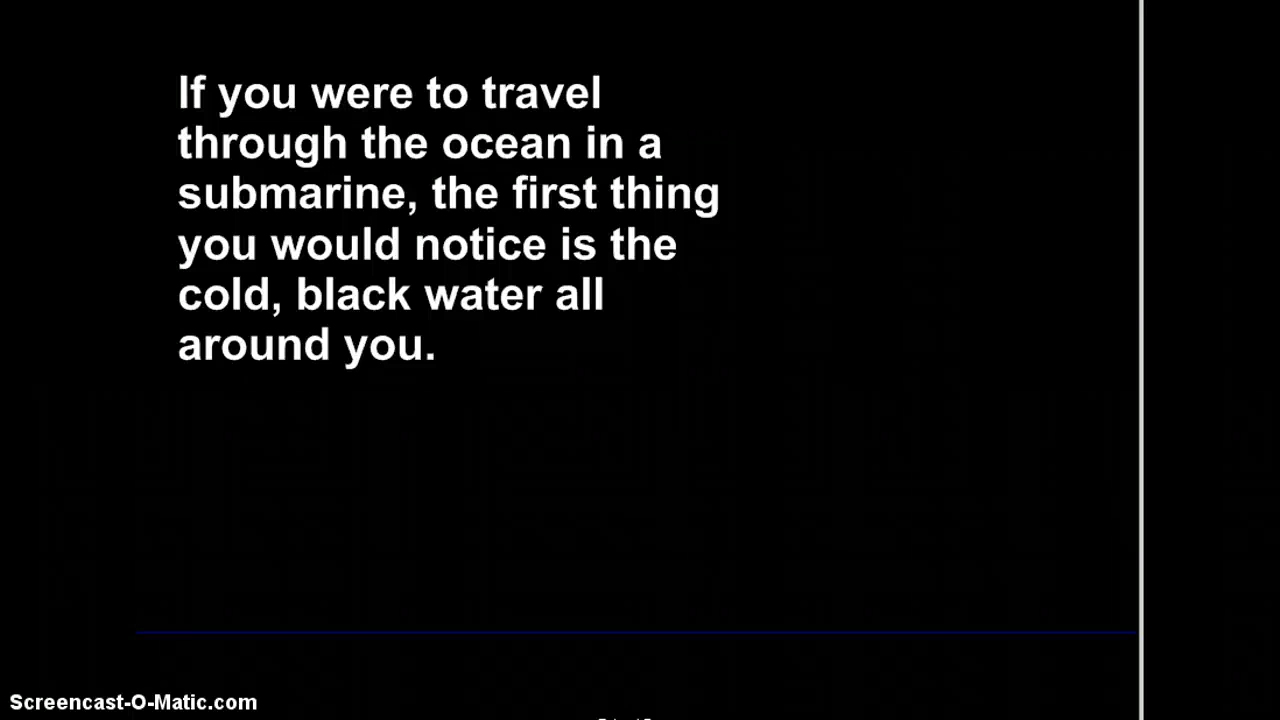 If you were to travel
through the ocean in a
submarine, the first thing
you would notice is the
cold, black water all
around you.
Screencast-O-Matic.com